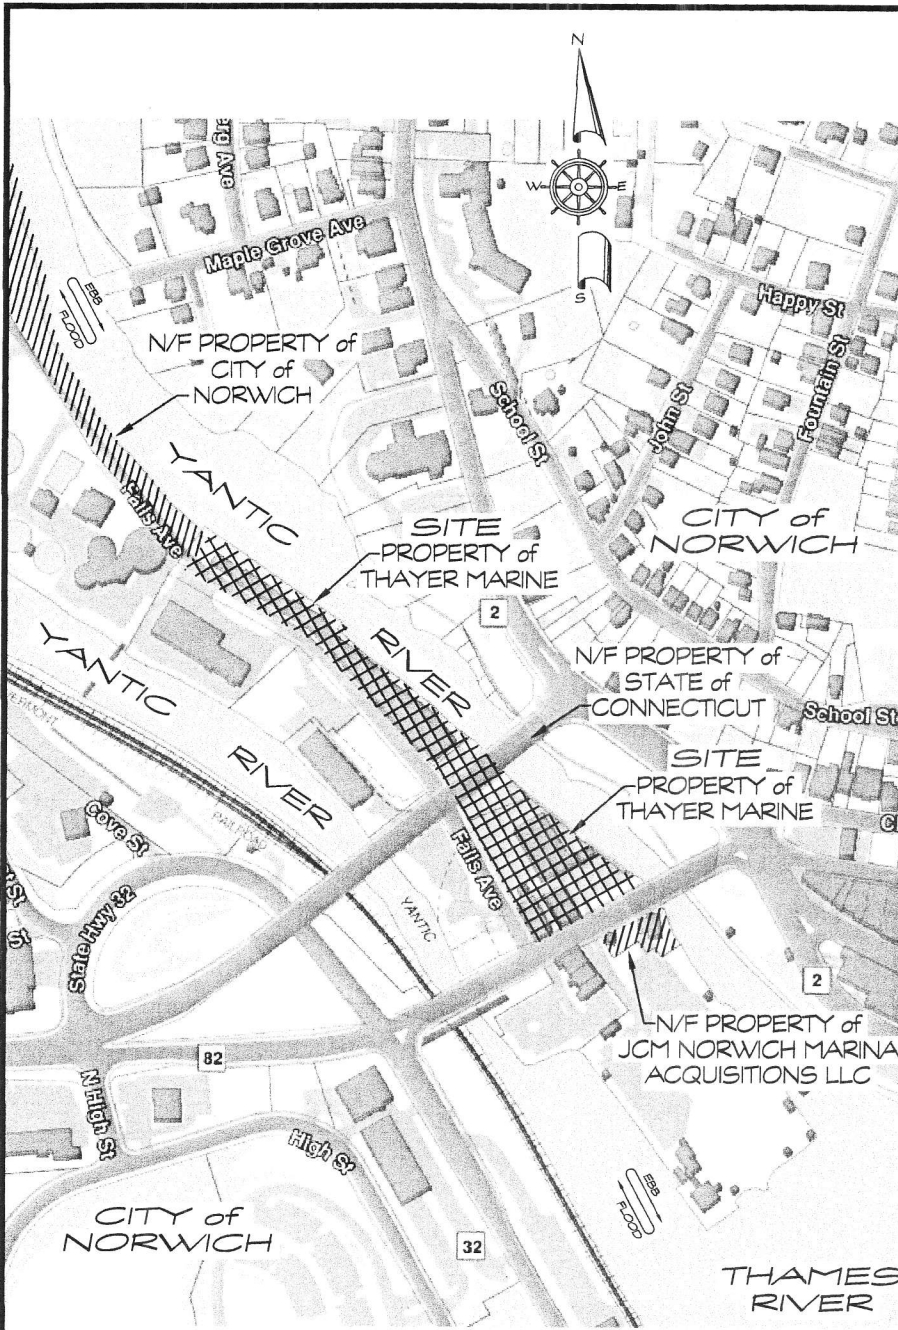 N
W
E
S
Maple Grove Ave
EBB
FLOOD
N/F PROPERTY of
CITY of
NORWICH
Happy St
Fountain St
John St
School St
YANTIC
Falls Ave
SITE
PROPERTY of
THAYER MARINE
CITY of
NORWICH
2
RIVER
N/F PROPERTY of
STATE of
CONNECTICUT
YANTIC
RIVER
School St
SITE
PROPERTY of
THAYER MARINE
Cove St
State Hwy 32
Falls Ave
YANTIC
2
N/F PROPERTY of
JCM NORWICH MARINA
ACQUISITIONS LLC
82
N High St
High St
EBB
FLOOD
CITY of
NORWICH
32
THAMES
RIVER